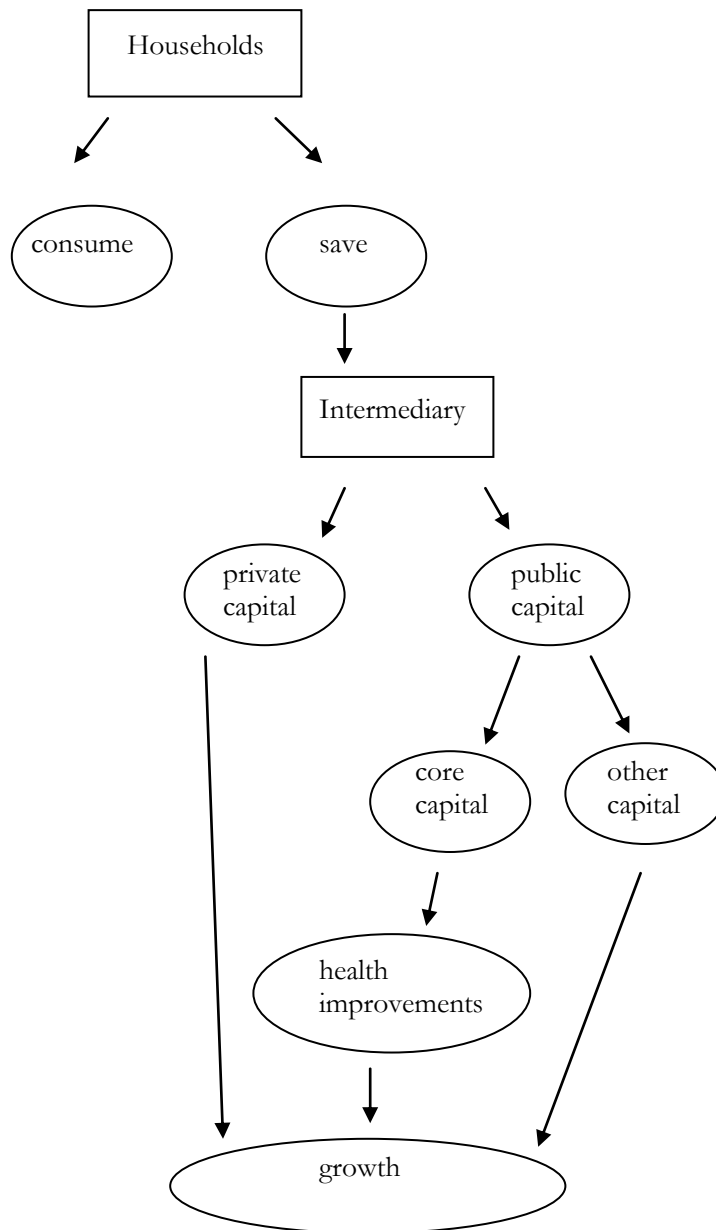 Households
consume
save
Intermediary
private
capital
public
capital
core
capital
other
capital
health
improvements
growth